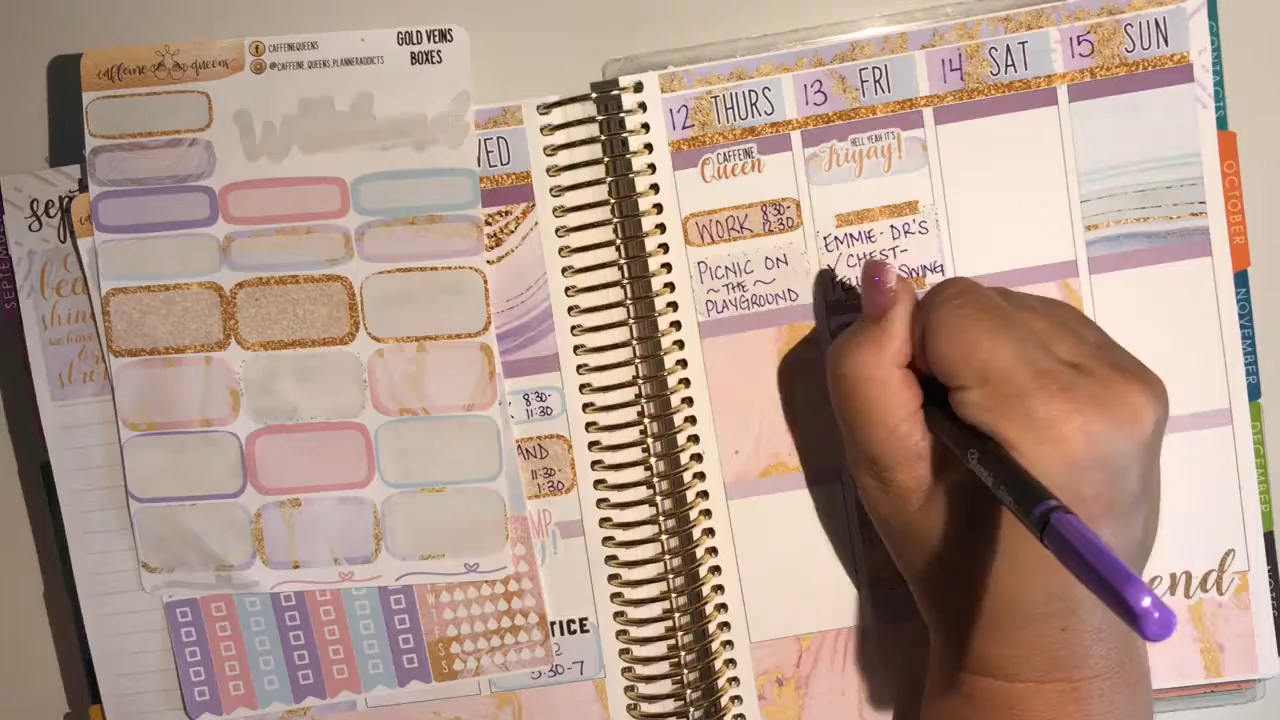 caffeine queens
CAFFEINEQUEENS
@CAFFEINE_QUEENS_PLANNERADDICTS
GOLD VEINS
BOXES
SEPTEMBER
8:30-
11:30
AND
11:30-
1:30
TICE
5:30-7
12 THURS
CAFFEINE
Queen
WORK 8:30-
12:30
PICNIC ON
~THE~
PLAYGROUND
13 FRI
HELL YEAH IT'S
Friyay!
EMMIE- DR'S
✓ CHEST-
SWING
14 SAT
15 SUN
end
CONTACTS
OCTOBER
NOVEMBER
DECEMBER